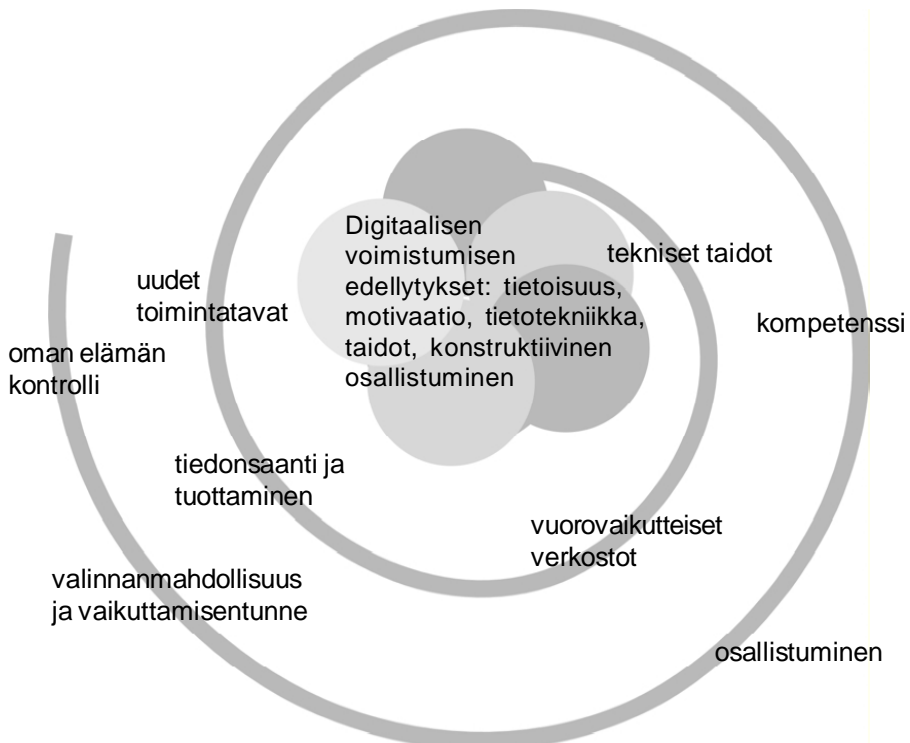 Digitaalisen
voimistumisen
edellytykset: tietoisuus,
motivaatio, tietotekniikka,
taidot, konstruktiivinen
osallistuminen
tekniset taidot
uudet
toimintatavat
kompetenssi
oman elämän
kontrolli
tiedonsaanti ja
tuottaminen
vuorovaikutteiset
verkostot
valinnanmahdollisuus
ja vaikuttamisentunne
osallistuminen